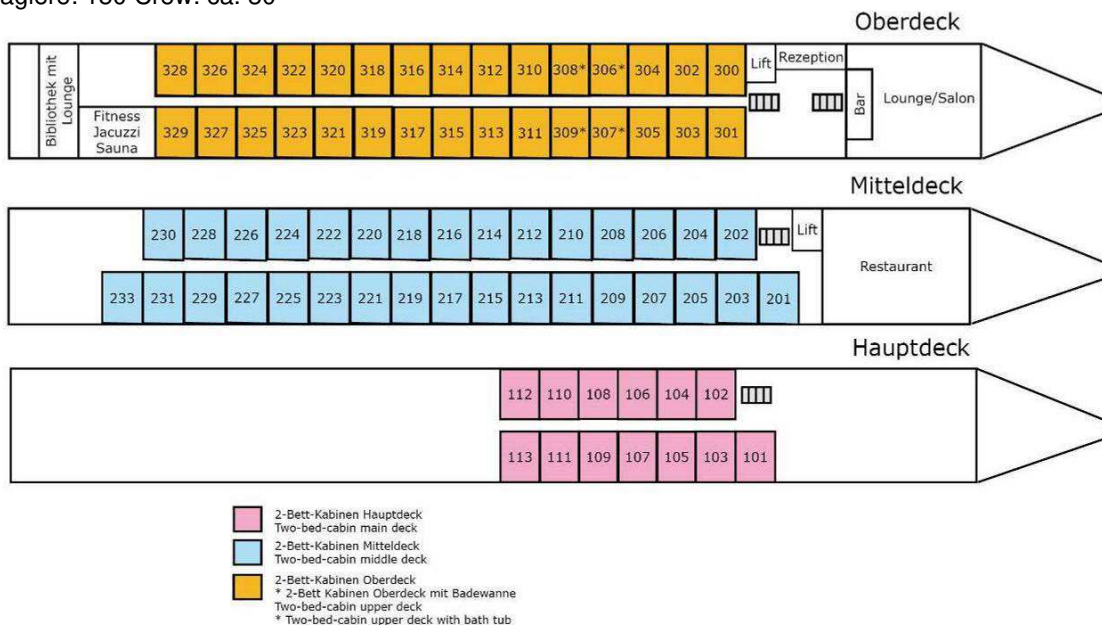 Crew: ca.
Oberdeck
Bibliothek mit
Lounge
Fitness
Jacuzzi
Sauna
328 326 324 322 320 318 316 314 312 310 308* 306* 304 302 300
329 327 325 323 321 319 317 315 313 311 309* 307* 305 303 301
Lift
Rezeption
Bar
Lounge/Salon
Mitteldeck
230 228 226 224 222 220 218 216 214 212 210 208 206 204 202
Lift
233 231 229 227 225 223 221 219 217 215 213 211 209 207 205 203 201
Restaurant
Hauptdeck
112 110 108 106 104 102
113 111 109 107 105 103 101
2-Bett-Kabinen Hauptdeck
Two-bed-cabin main deck
2-Bett-Kabinen Mitteldeck
Two-bed-cabin middle deck
2-Bett-Kabinen Oberdeck
* 2-Bett Kabinen Oberdeck mit Badewanne
Two-bed-cabin upper deck
* Two-bed-cabin upper deck with bath tub